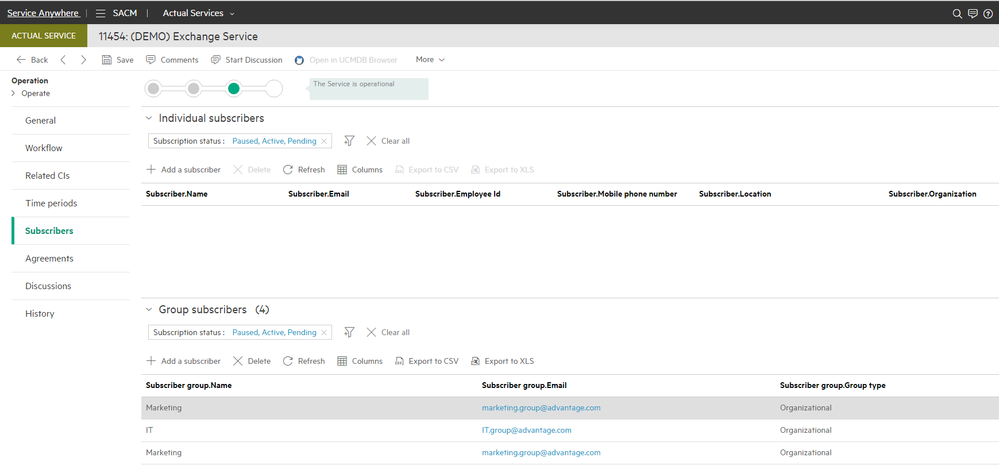 Service Anywhere | SACM | Actual Services
ACTUAL SERVICE 11454: (DEMO) Exchange Service
Back Save Comments Start Discussion Open in UCMDB Browser More
Operation
Operate
The Service is operational
General
Workflow
Related CIs
Time periods
Subscribers
Agreements
Discussions
History
Individual subscribers
Subscription status : Paused, Active, Pending Clear all
Add a subscriber Delete Refresh Columns Export to CSV Export to XLS
Subscriber.Name Subscriber.Email Subscriber.Employee Id Subscriber.Mobile phone number Subscriber.Location Subscriber.Organization
Group subscribers (4)
Subscription status : Paused, Active, Pending Clear all
Add a subscriber Delete Refresh Columns Export to CSV Export to XLS
Subscriber group.Name Subscriber group.Email Subscriber group.Group type
Marketing marketing.group@advantage.com Organizational
IT IT.group@advantage.com Organizational
Marketing marketing.group@advantage.com Organizational